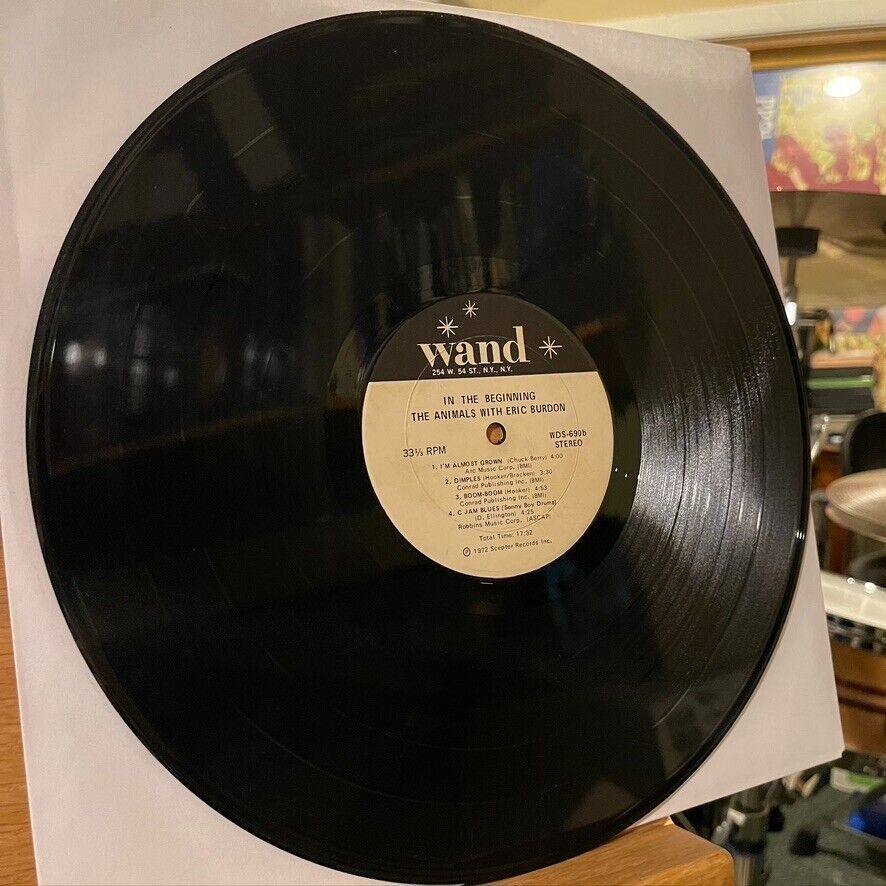 wand
254 W. 54 ST., N.Y., N.Y.
IN THE BEGINNING
THE ANIMALS WITH ERIC BURDON
33⅓ RPM
WDS-690b
STEREO
1. I'M ALMOST GROWN (Chuck Berry) 4:00
Arc Music Corp. (BMI)
2. DIMPLES (Hooker/Bracken) 3:30
Conrad Publishing Inc. (BMI)
3. BOOM-BOOM (Hooker) 4:53
Conrad Publishing Inc. (BMI)
4. C JAM BLUES (Sonny Boy Drums)
(D. Ellington) 4:25
Robbins Music Corp. (ASCAP)
Total Time: 17:32
℗ 1972 Scepter Records Inc.